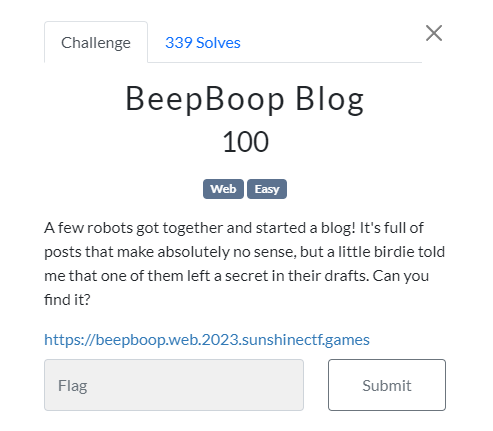 Challenge
339 Solves
BeepBoop Blog
100
Web
Easy
A few robots got together and started a blog! It's full of
posts that make absolutely no sense, but a little birdie told
me that one of them left a secret in their drafts. Can you
find it?
https://beepboop.web.2023.sunshinectf.games
Flag
Submit